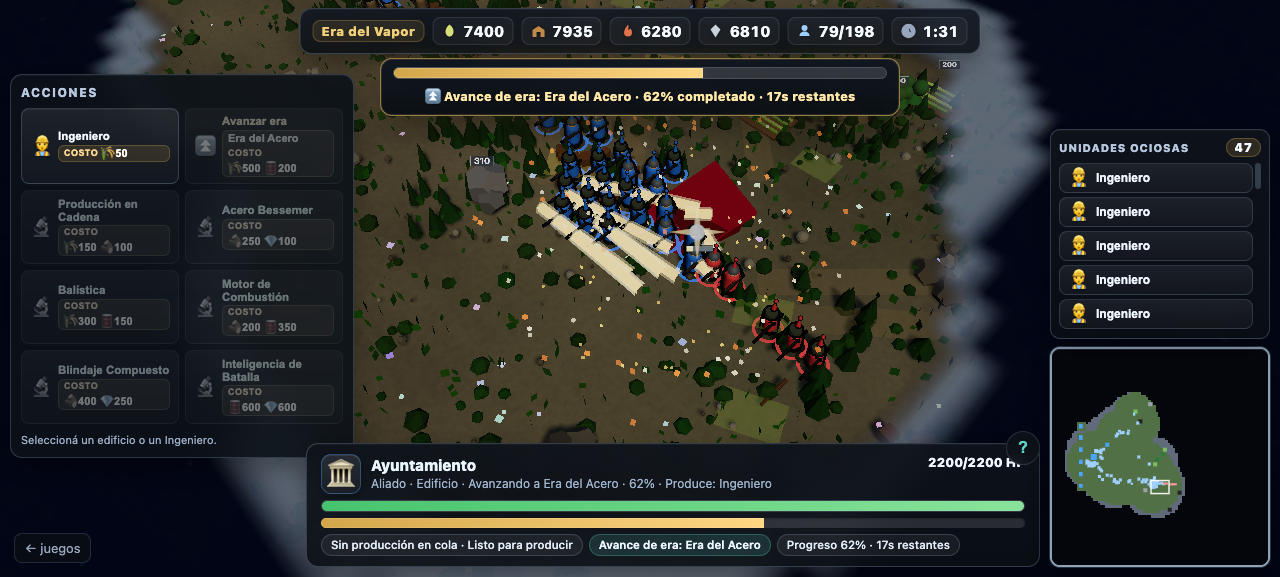 Era del Vapor
7400
7935
6280
6810
79/198
1:31
Avance de era: Era del Acero · 62% completado · 17s restantes
ACCIONES
Ingeniero
COSTO 50
Avanzar era
Era del Acero
COSTO
500 200
Producción en
Cadena
COSTO
150 100
Acero Bessemer
COSTO
250 100
Balística
COSTO
300 150
Motor de
Combustión
COSTO
200 350
Blindaje Compuesto
COSTO
400 250
Inteligencia de
Batalla
COSTO
600 600
Seleccioná un edificio o un Ingeniero.
310
200
UNIDADES OCIOSAS 47
Ingeniero
Ingeniero
Ingeniero
Ingeniero
Ingeniero
?
Ayuntamiento
2200/2200
Aliado · Edificio · Avanzando a Era del Acero · 62% · Produce: Ingeniero
Sin producción en cola · Listo para producir
Avance de era: Era del Acero
Progreso 62% · 17s restantes
← juegos